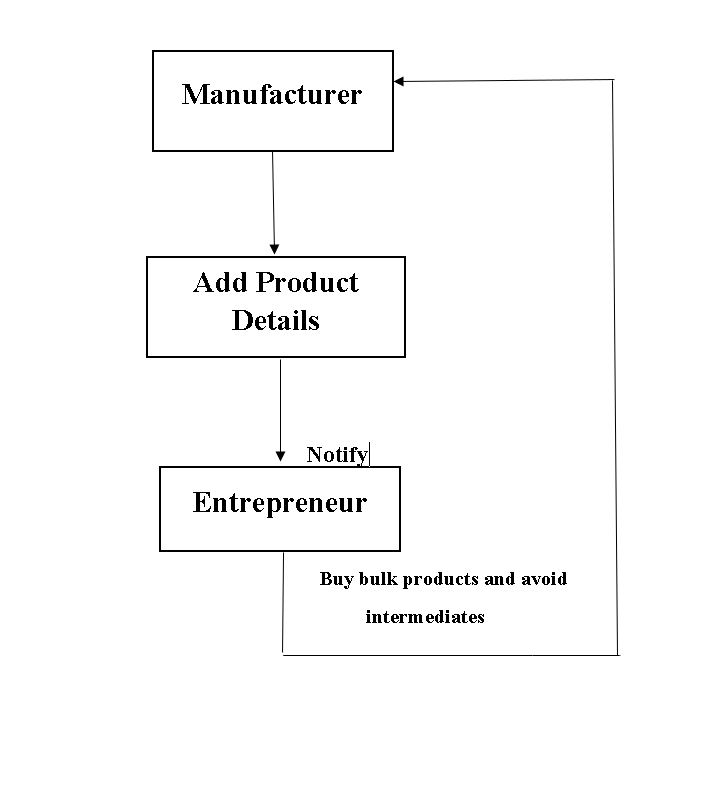 Manufacturer
Add Product
Details
Notify
Entrepreneur
Buy bulk products and avoid
intermediates